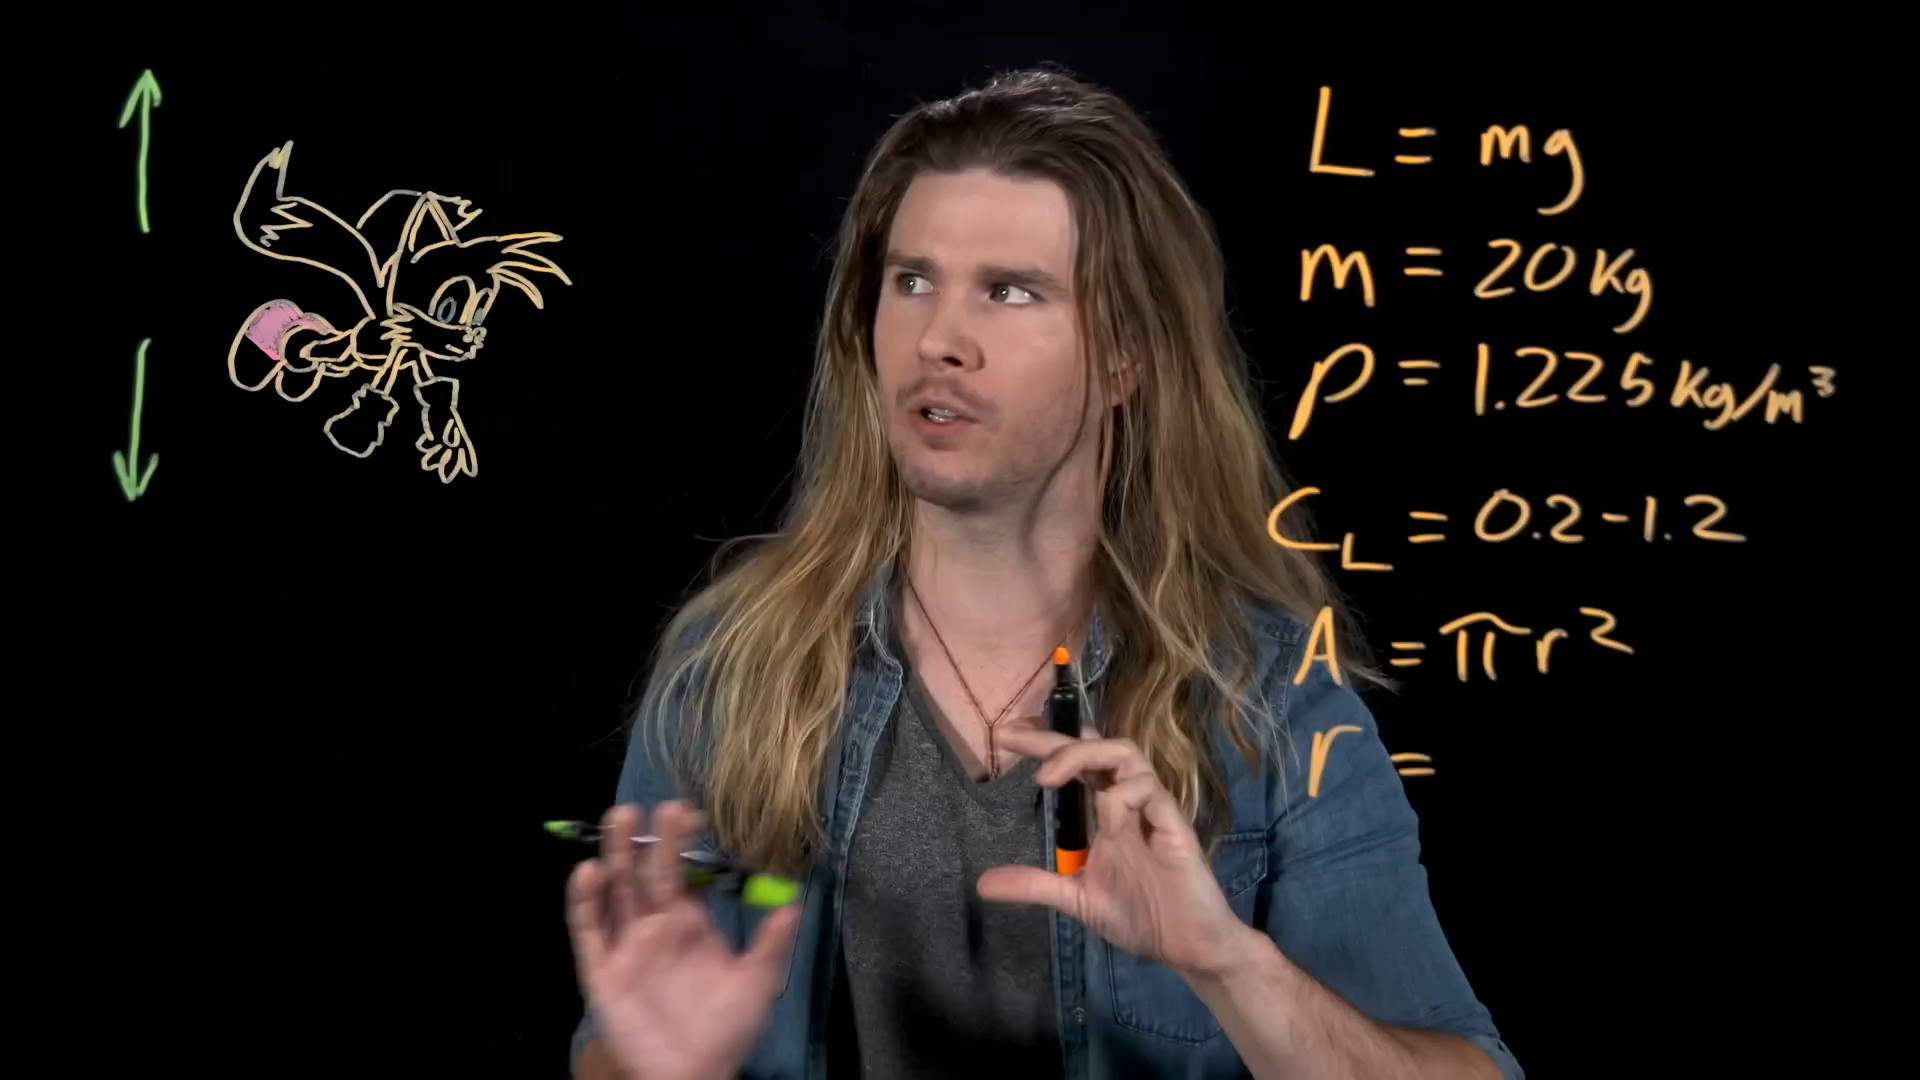 L = mg
m = 20 Kg
ρ = 1.225 Kg/m³
C_L = 0.2-1.2
A = πr²
r =